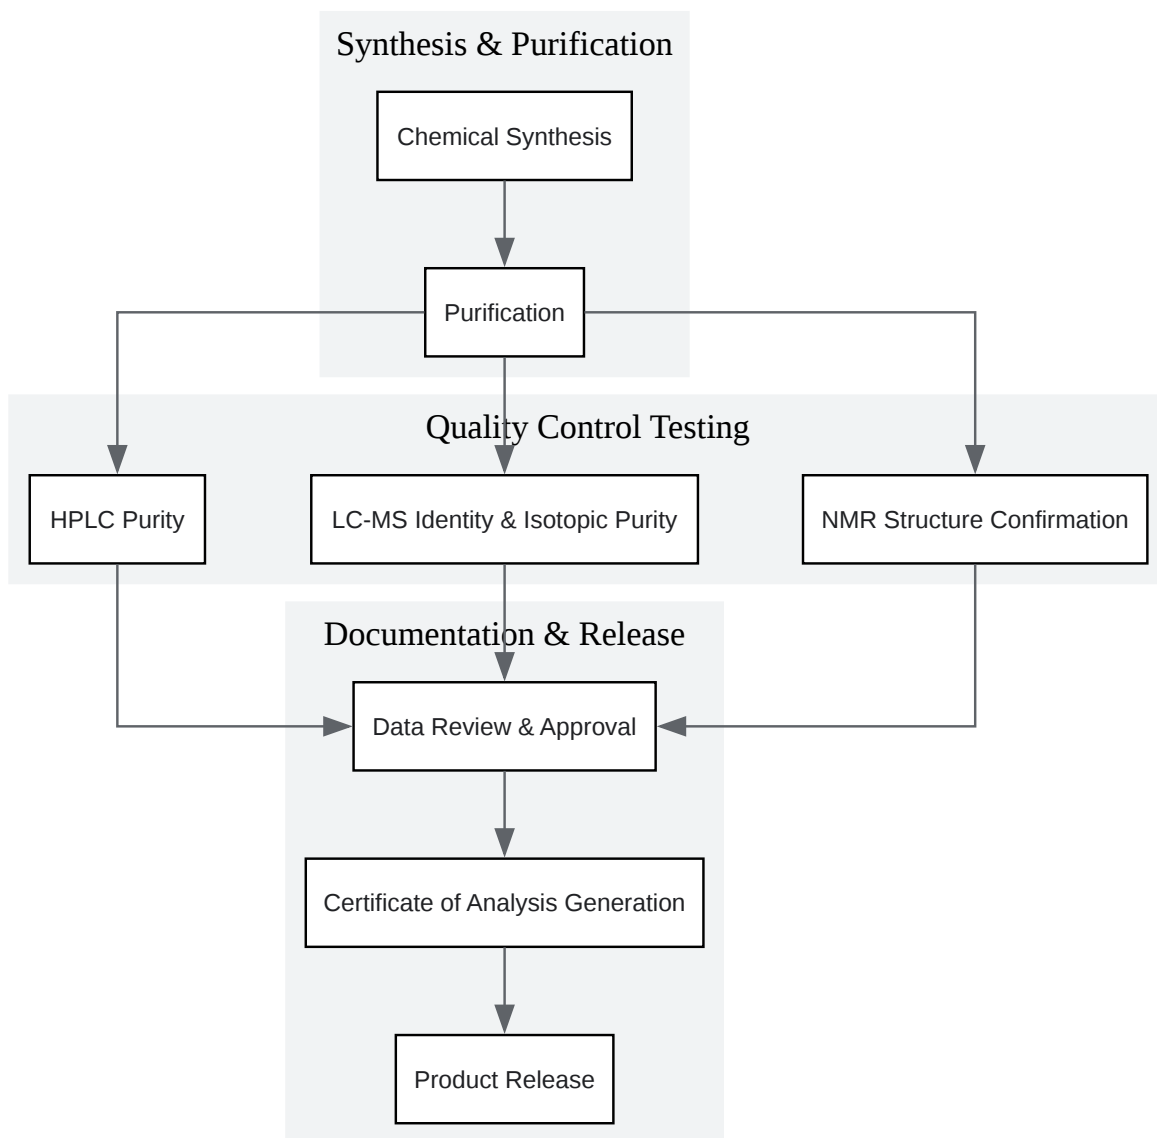 Synthesis & Purification
Chemical Synthesis
Purification
Quality Control Testing
HPLC Purity
LC-MS Identity & Isotopic Purity
NMR Structure Confirmation
Documentation & Release
Data Review & Approval
Certificate of Analysis Generation
Product Release